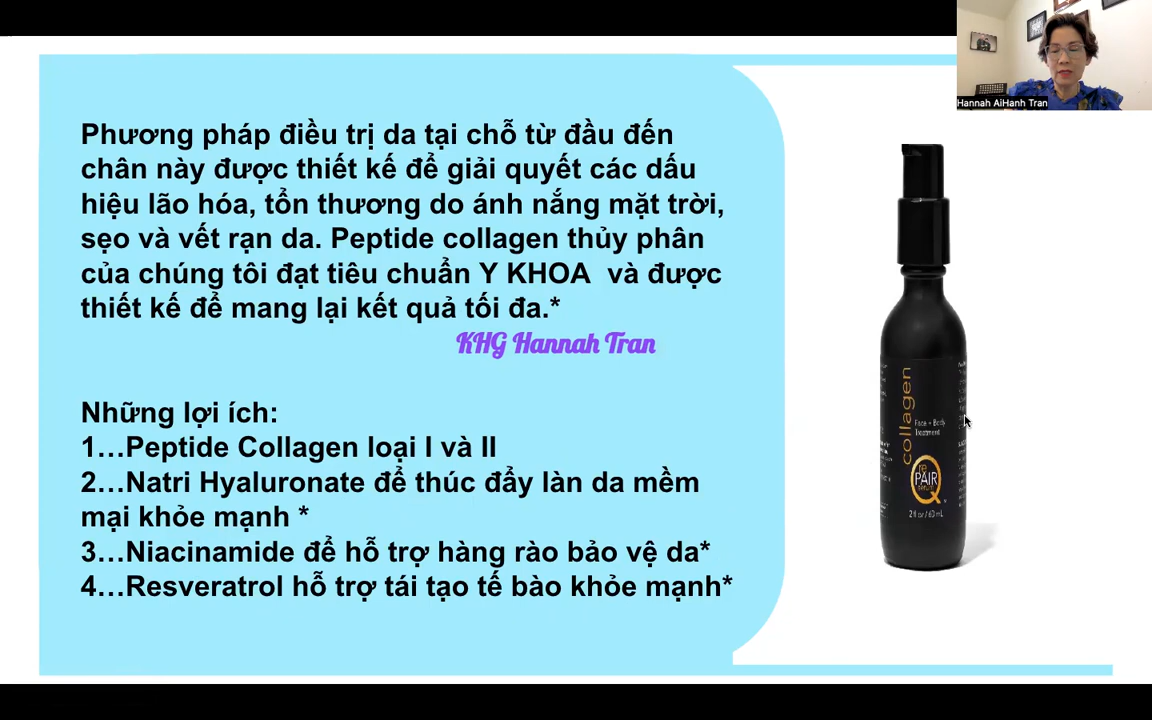 Hannah AiHanh Tran
Phương pháp điều trị da tại chỗ từ đầu đến
chân này được thiết kế để giải quyết các dấu
hiệu lão hóa, tổn thương do ánh nắng mặt trời,
sẹo và vết rạn da. Peptide collagen thủy phân
của chúng tôi đạt tiêu chuẩn Y KHOA và được
thiết kế để mang lại kết quả tối đa.*
KHG Hannah Tran
Những lợi ích:
1...Peptide Collagen loại I và II
2...Natri Hyaluronate để thúc đẩy làn da mềm
mại khỏe mạnh *
3...Niacinamide để hỗ trợ hàng rào bảo vệ da*
4...Resveratrol hỗ trợ tái tạo tế bào khỏe mạnh*
collagen
Face + Body
Treatment
re
PAIR
serum
Q
2 fl oz / 60 mL